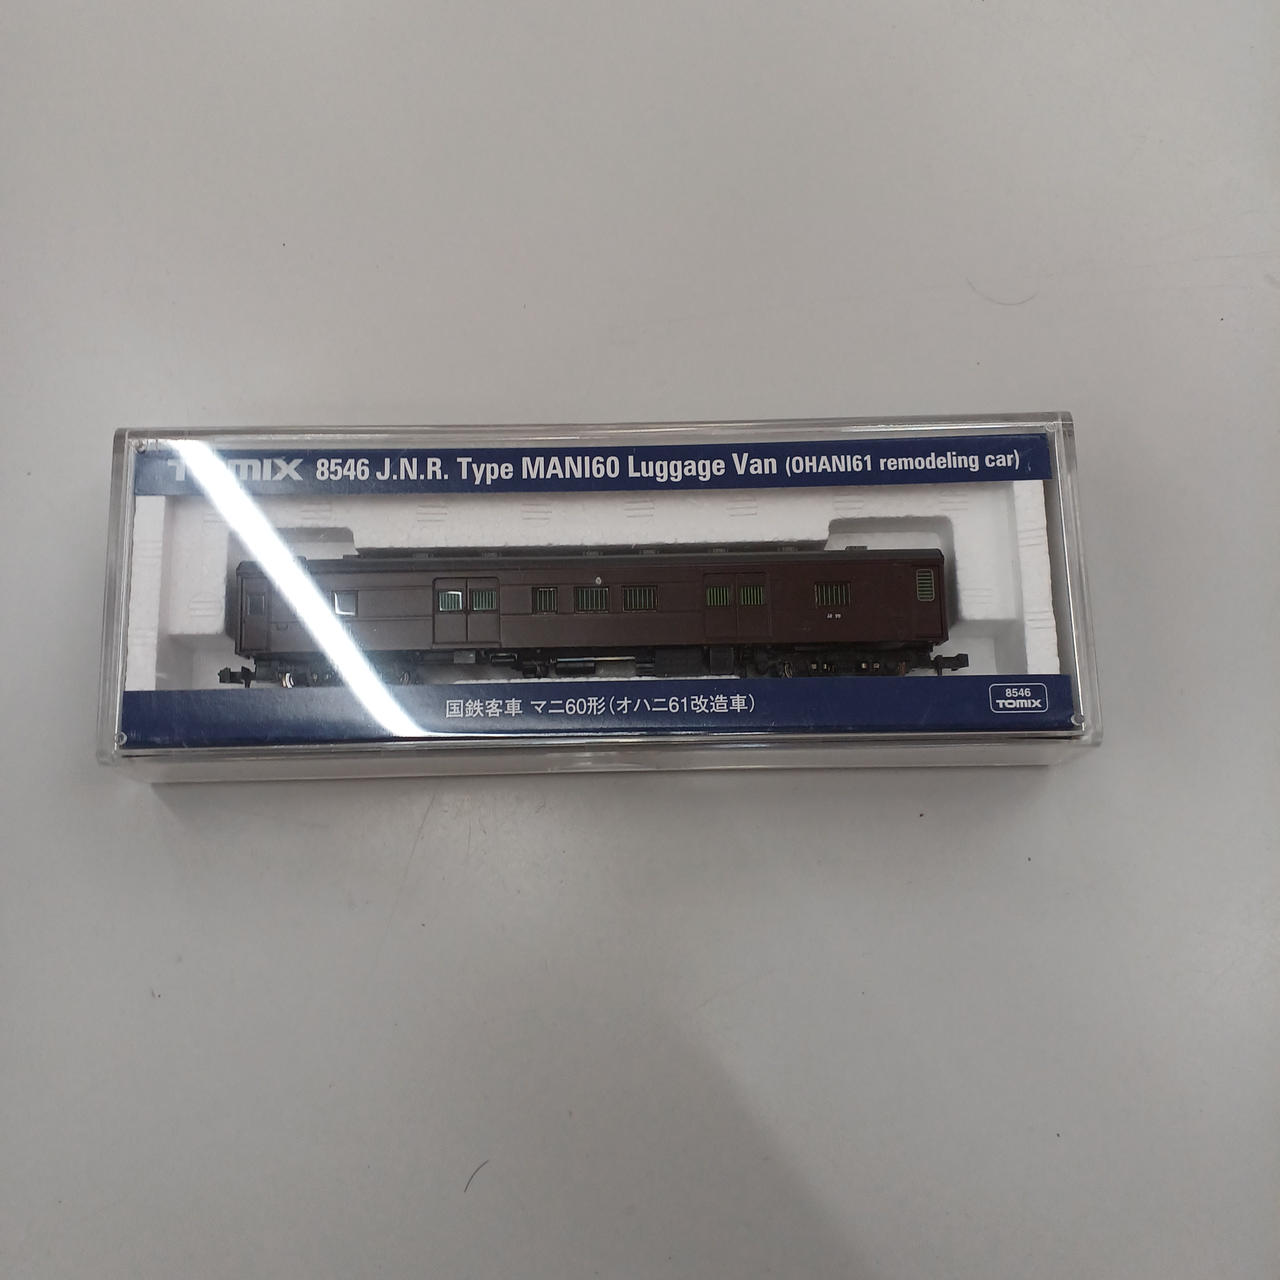 TOMIX 8546 J.N.R. Type MANI60 Luggage Van (OHANI61 remodeling car)
国鉄客車 マニ60形(オハニ61改造車)
8546
TOMIX